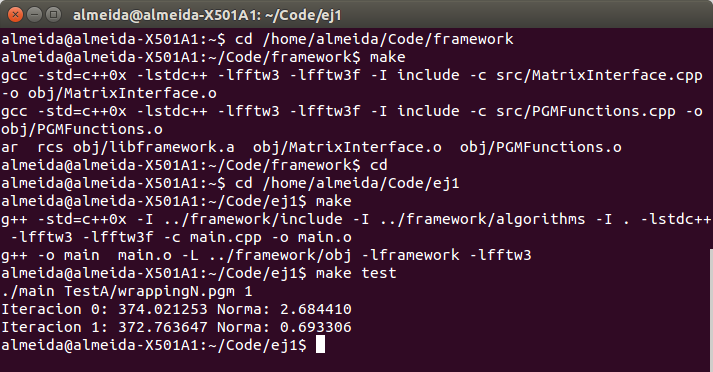 almeida@almeida-X501A1: ~/Code/ej1
almeida@almeida-X501A1:~$ cd /home/almeida/Code/framework
almeida@almeida-X501A1:~/Code/framework$ make
gcc -std=c++0x -lstdc++ -lfftw3 -lfftw3f -I include -c src/MatrixInterface.cpp
-o obj/MatrixInterface.o
gcc -std=c++0x -lstdc++ -lfftw3 -lfftw3f -I include -c src/PGMFunctions.cpp -o
obj/PGMFunctions.o
ar  rcs obj/libframework.a  obj/MatrixInterface.o  obj/PGMFunctions.o
almeida@almeida-X501A1:~/Code/framework$ cd
almeida@almeida-X501A1:~$ cd /home/almeida/Code/ej1
almeida@almeida-X501A1:~/Code/ej1$ make
g++ -std=c++0x -I ../framework/include -I ../framework/algorithms -I . -lstdc++
 -lfftw3 -lfftw3f -c main.cpp -o main.o
g++ -o main  main.o -L ../framework/obj -lframework -lfftw3
almeida@almeida-X501A1:~/Code/ej1$ make test
./main TestA/wrappingN.pgm 1
Iteracion 0: 374.021253 Norma: 2.684410
Iteracion 1: 372.763647 Norma: 0.693306
almeida@almeida-X501A1:~/Code/ej1$